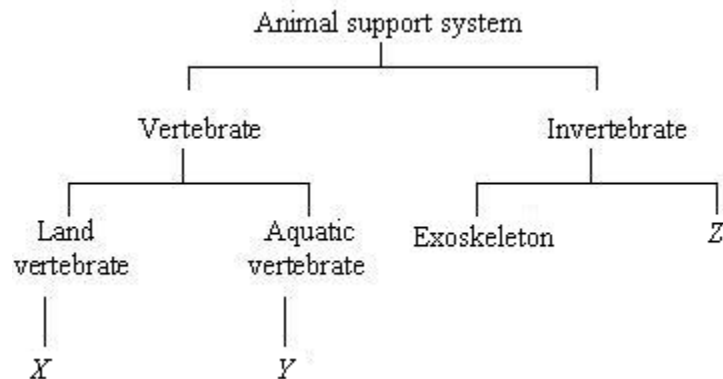 Animal support system
Vertebrate
Invertebrate
Land
vertebrate
Aquatic
vertebrate
Exoskeleton
Z
X
Y